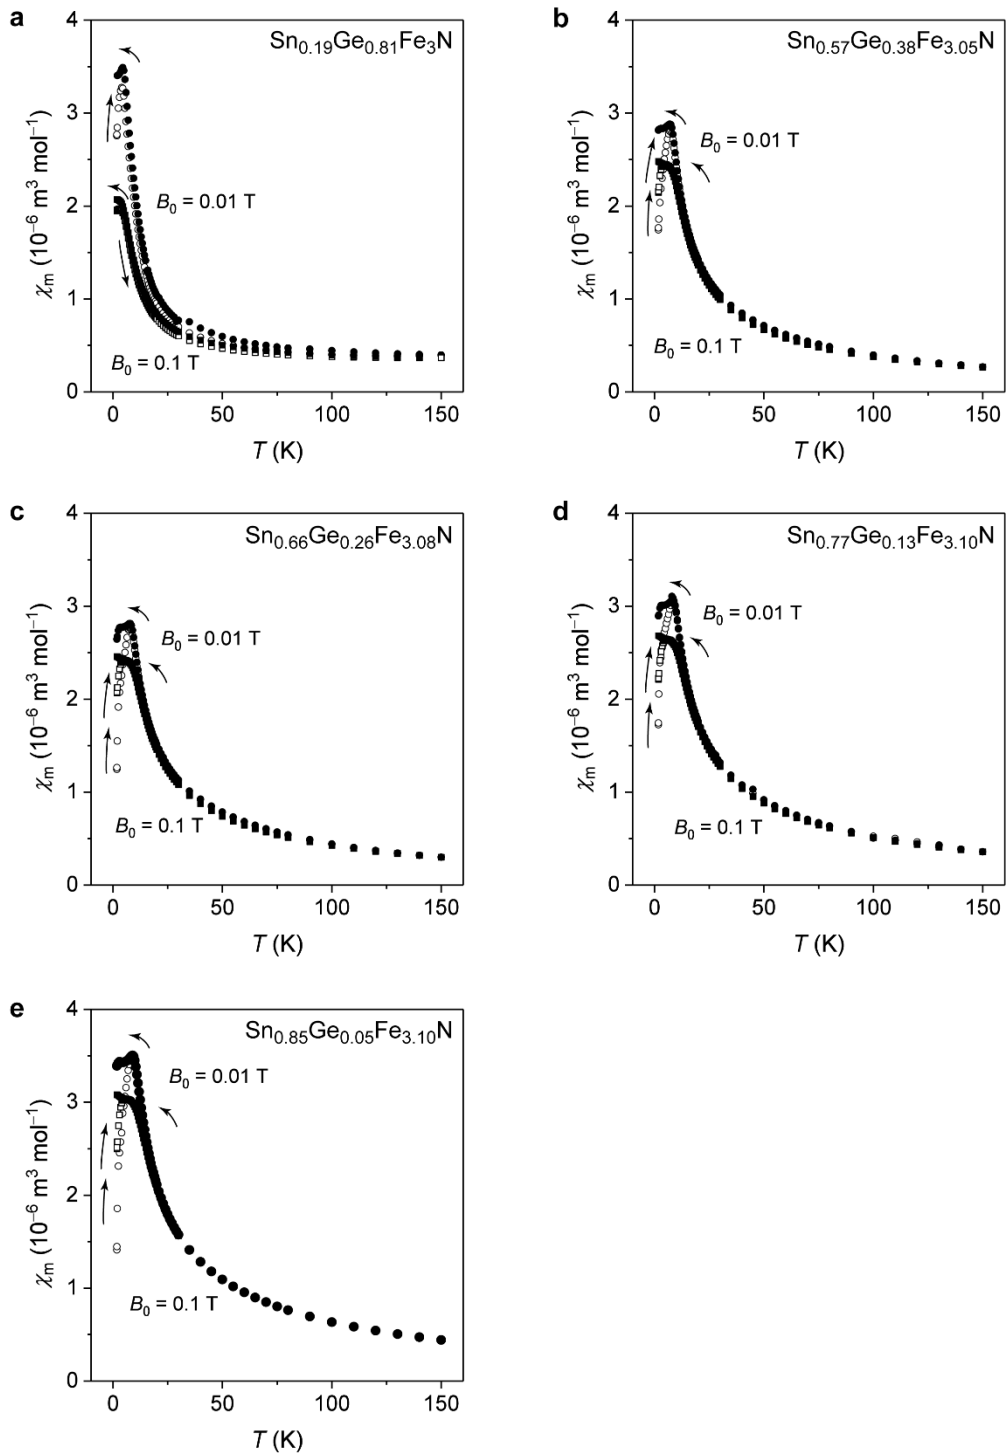 a
Sn0.19Ge0.81Fe3N
4
3
2
1
0
χm (10−6 m3 mol−1)
B0 = 0.01 T
B0 = 0.1 T
0 50 100 150
T (K)
b
Sn0.57Ge0.38Fe3.05N
4
3
2
1
0
χm (10−6 m3 mol−1)
B0 = 0.01 T
B0 = 0.1 T
0 50 100 150
T (K)
c
Sn0.66Ge0.26Fe3.08N
4
3
2
1
0
χm (10−6 m3 mol−1)
B0 = 0.01 T
B0 = 0.1 T
0 50 100 150
T (K)
d
Sn0.77Ge0.13Fe3.10N
4
3
2
1
0
χm (10−6 m3 mol−1)
B0 = 0.01 T
B0 = 0.1 T
0 50 100 150
T (K)
e
Sn0.85Ge0.05Fe3.10N
4
3
2
1
0
χm (10−6 m3 mol−1)
B0 = 0.01 T
B0 = 0.1 T
0 50 100 150
T (K)